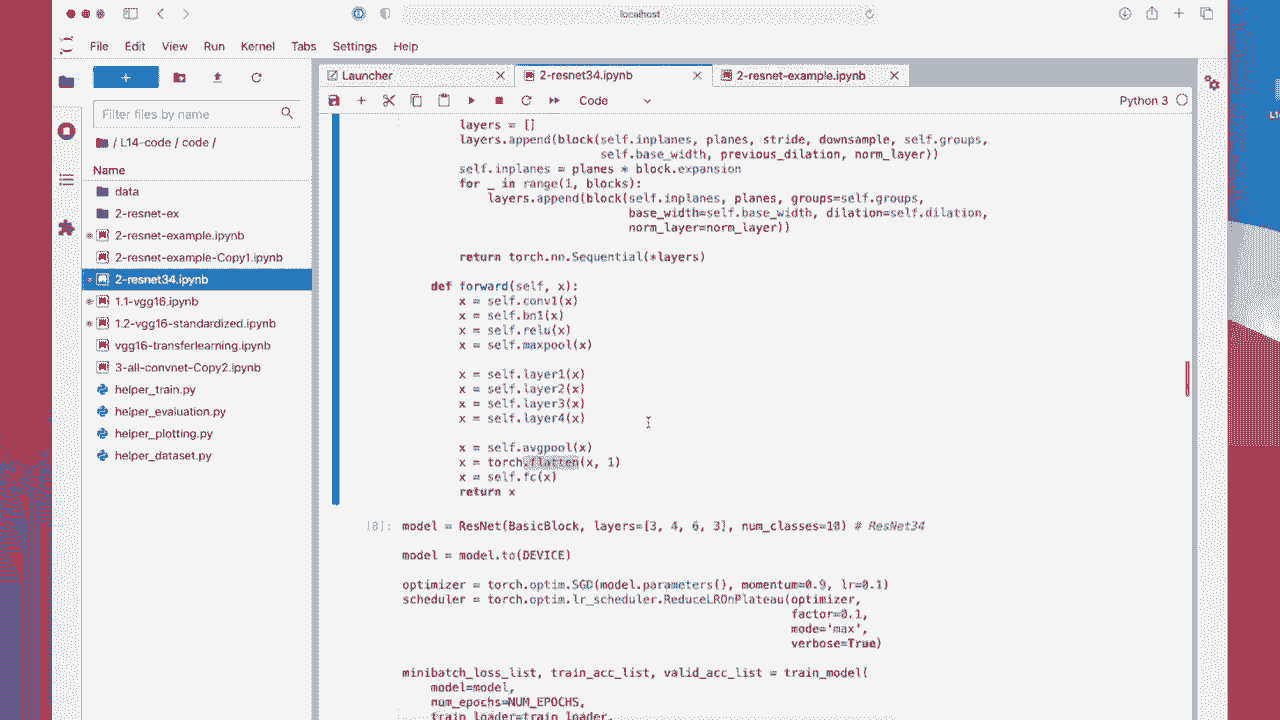 localhost
File Edit View Run Kernel Tabs Settings Help
Launcher
2-resnet34.ipynb
2-resnet-example.ipynb
Code
Python 3
Filter files by name
/ L14-code / code /
Name
data
2-resnet-ex
2-resnet-example.ipynb
2-resnet-example-Copy1.ipynb
2-resnet34.ipynb
1.1-vgg16.ipynb
1.2-vgg16-standardized.ipynb
vgg16-transferlearning.ipynb
3-all-convnet-Copy2.ipynb
helper_train.py
helper_evaluation.py
helper_plotting.py
helper_dataset.py
layers = []
layers.append(block(self.inplanes, planes, stride, downsample, self.groups,
self.base_width, previous_dilation, norm_layer))
self.inplanes = planes * block.expansion
for _ in range(1, blocks):
layers.append(block(self.inplanes, planes, groups=self.groups,
base_width=self.base_width, dilation=self.dilation,
norm_layer=norm_layer))
return torch.nn.Sequential(*layers)
def forward(self, x):
x = self.conv1(x)
x = self.bn1(x)
x = self.relu(x)
x = self.maxpool(x)
x = self.layer1(x)
x = self.layer2(x)
x = self.layer3(x)
x = self.layer4(x)
x = self.avgpool(x)
x = torch.flatten(x, 1)
x = self.fc(x)
return x
[8]: model = ResNet(BasicBlock, layers=[3, 4, 6, 3], num_classes=10) # ResNet34
model = model.to(DEVICE)
optimizer = torch.optim.SGD(model.parameters(), momentum=0.9, lr=0.1)
scheduler = torch.optim.lr_scheduler.ReduceLROnPlateau(optimizer,
factor=0.1,
mode='max',
verbose=True)
minibatch_loss_list, train_acc_list, valid_acc_list = train_model(
model=model,
num_epochs=NUM_EPOCHS,
train_loader=train_loader,